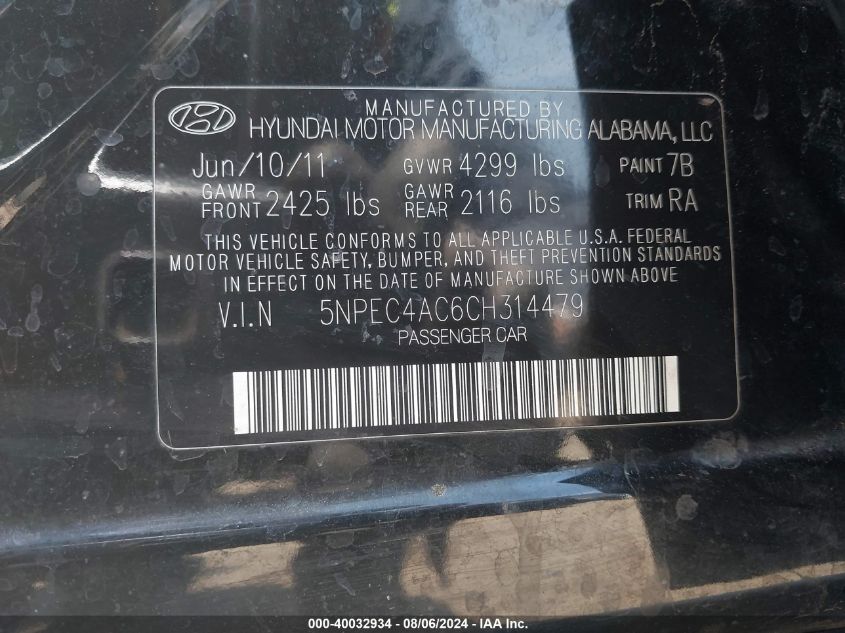 MANUFACTURED BY
HYUNDAI MOTOR MANUFACTURING ALABAMA, LLC
Jun/10/11 GVWR 4299 lbs PAINT 7B
GAWR FRONT 2425 lbs GAWR REAR 2116 lbs TRIM RA
THIS VEHICLE CONFORMS TO ALL APPLICABLE U.S.A. FEDERAL
MOTOR VEHICLE SAFETY, BUMPER, AND THEFT PREVENTION STANDARDS
IN EFFECT ON THE DATE OF MANUFACTURE SHOWN ABOVE
V.I.N 5NPEC4AC6CH314479
PASSENGER CAR
000-40032934 - 08/06/2024 - IAA Inc.